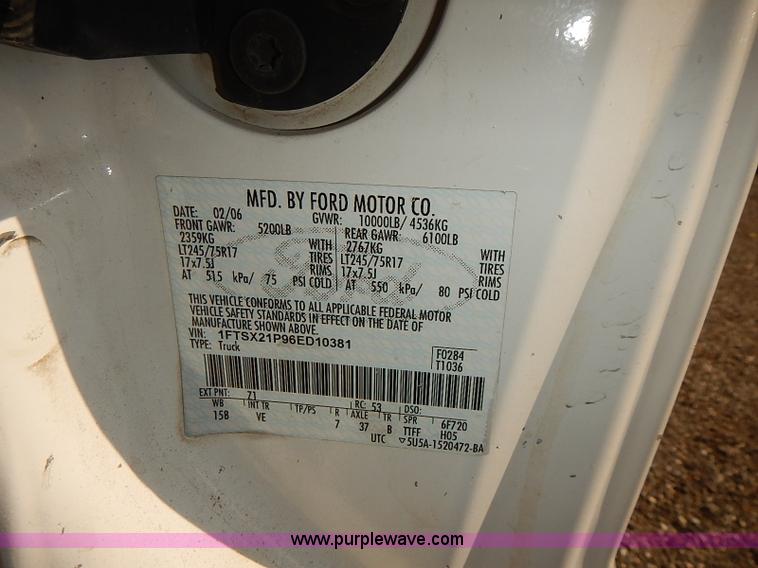 MFD. BY FORD MOTOR CO.
DATE: 02/06 GVWR: 10000LB/ 4536KG
FRONT GAWR: 5200LB REAR GAWR: 6100LB
2359KG WITH 2767KG WITH
LT245/75R17 TIRES LT245/75R17 TIRES
17x7.5J RIMS 17x7.5J RIMS
AT 515 kPa/ 75 PSI COLD AT 550 kPa/ 80 PSI COLD
THIS VEHICLE CONFORMS TO ALL APPLICABLE FEDERAL MOTOR
VEHICLE SAFETY STANDARDS IN EFFECT ON THE DATE OF
MANUFACTURE SHOWN ABOVE.
1FTSX21P96ED10381
TYPE: Truck
F0284
T1036
EXT PNT: Z1 RC: 53 DSO:
WB INT TR TP/PS R AXLE TR SPR 6F720
15B VE 7 37 B TTFF H05
UTC ▽5U5A-1520472-BA
Ford
www.purplewave.com